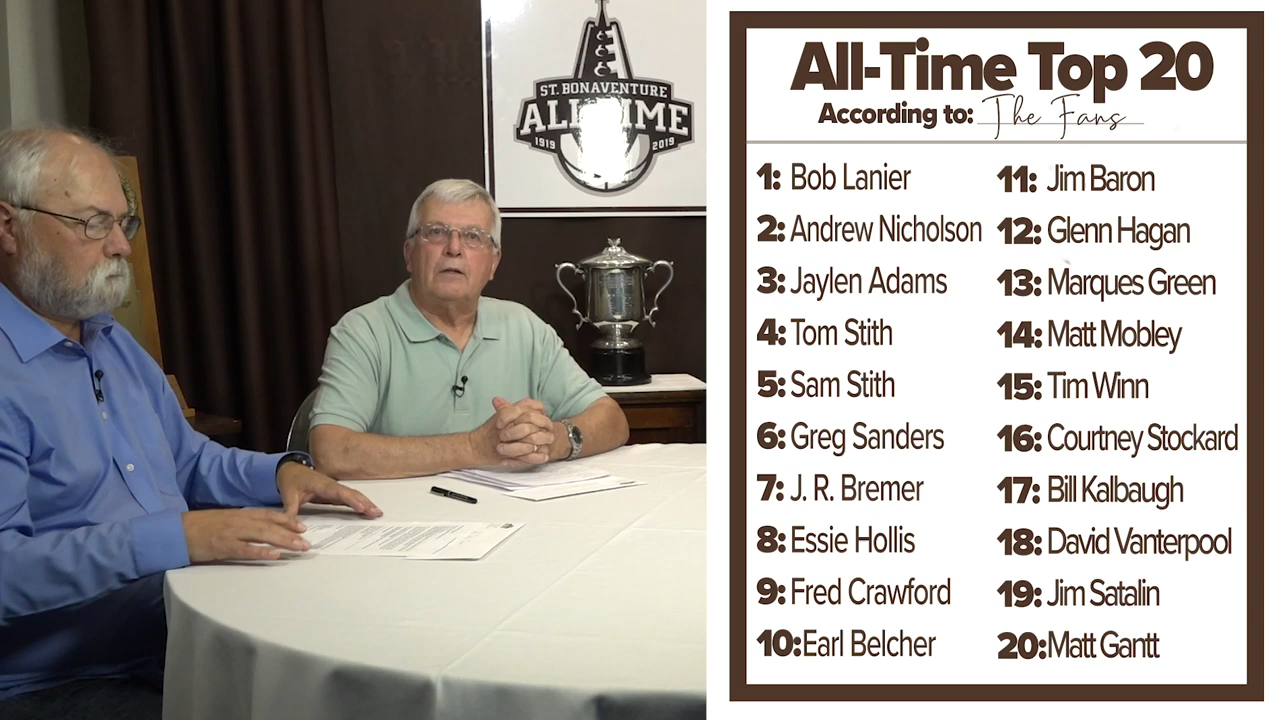 ST. BONAVENTURE
ALL-TIME
1919 2019
All-Time Top 20
According to: The Fans
1: Bob Lanier
2: Andrew Nicholson
3: Jaylen Adams
4: Tom Stith
5: Sam Stith
6: Greg Sanders
7: J. R. Bremer
8: Essie Hollis
9: Fred Crawford
10: Earl Belcher
11: Jim Baron
12: Glenn Hagan
13: Marques Green
14: Matt Mobley
15: Tim Winn
16: Courtney Stockard
17: Bill Kalbaugh
18: David Vanterpool
19: Jim Satalin
20: Matt Gantt